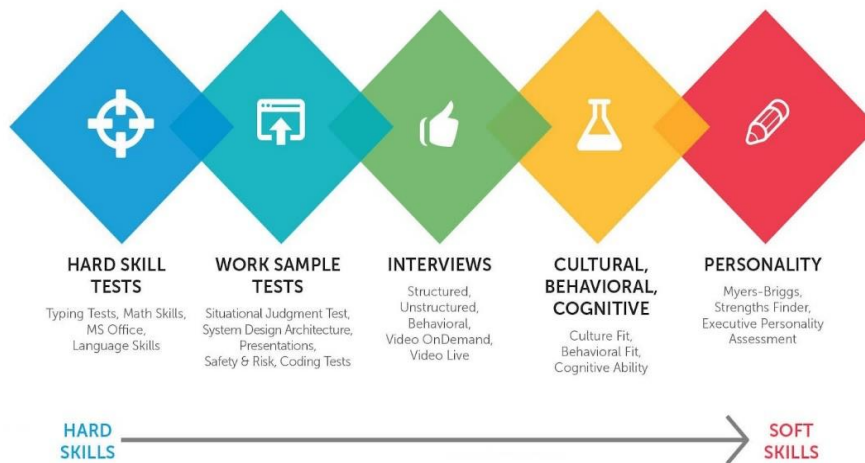 HARD SKILL
TESTS
Typing Tests, Math Skills,
MS Office,
Language Skills
WORK SAMPLE
TESTS
Situational Judgment Test,
System Design Architecture,
Presentations,
Safety & Risk, Coding Tests
INTERVIEWS
Structured,
Unstructured,
Behavioral,
Video OnDemand,
Video Live
CULTURAL,
BEHAVIORAL,
COGNITIVE
Culture Fit,
Behavioral Fit,
Cognitive Ability
PERSONALITY
Myers-Briggs,
Strengths Finder,
Executive Personality
Assessment
HARD
SKILLS
SOFT
SKILLS